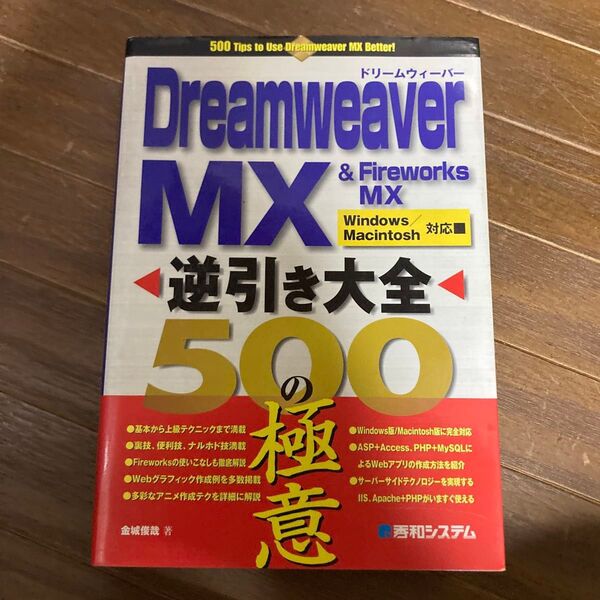 500 Tips to Use Dreamweaver MX Better!
ドリームウィーバー
Dreamweaver
MX
& Fireworks
MX
Windows/
Macintosh
対応■
逆引き大全
500の極意
●基本から上級テクニックまで満載
●裏技、便利技、ナルホド技満載
●Fireworksの使いこなしも徹底解説
●Webグラフィック作成例を多数掲載
●多彩なアニメ作成テクを詳細に解説
●Windows版/Macintosh版に完全対応
●ASP+Access、PHP+MySQLに
よるWebアプリの作成方法を紹介
●サーバーサイドテクノロジーを実現する
IIS、Apache+PHPがいますぐ使える
金城俊哉 著
秀和システム